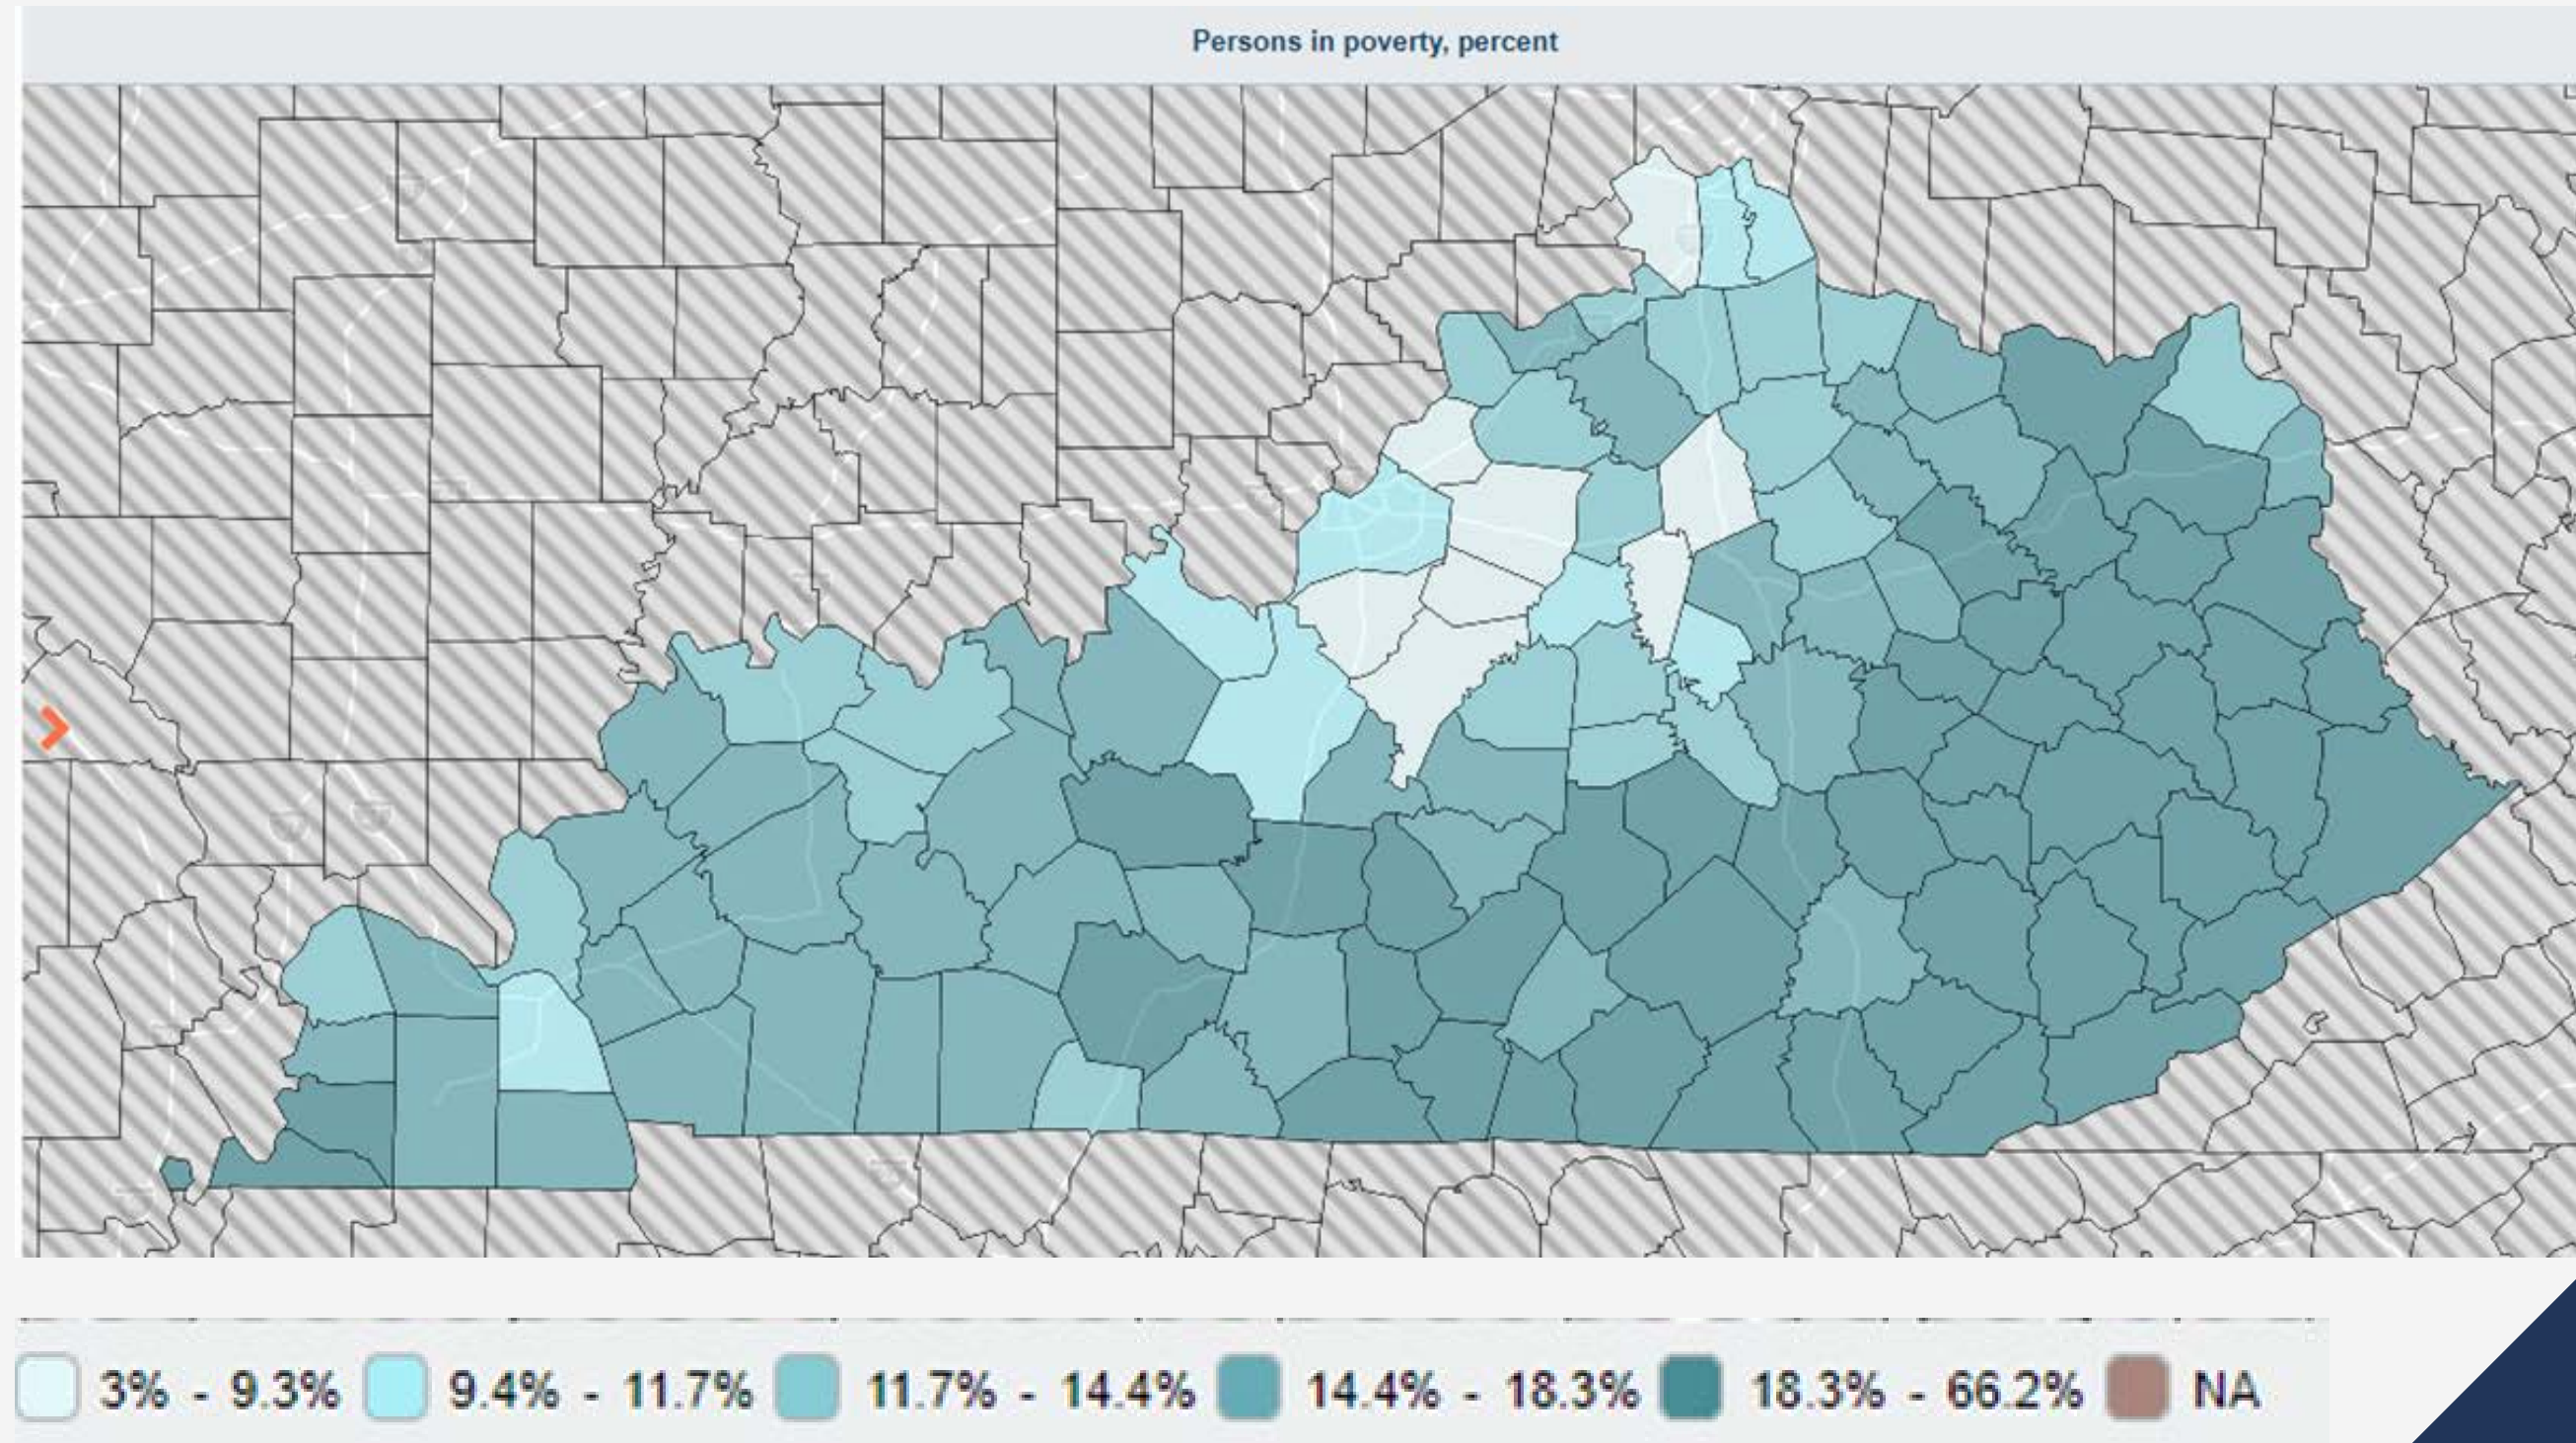 Persons in poverty, percent
3% - 9.3% 9.4% - 11.7% 11.7% - 14.4% 14.4% - 18.3% 18.3% - 66.2% NA